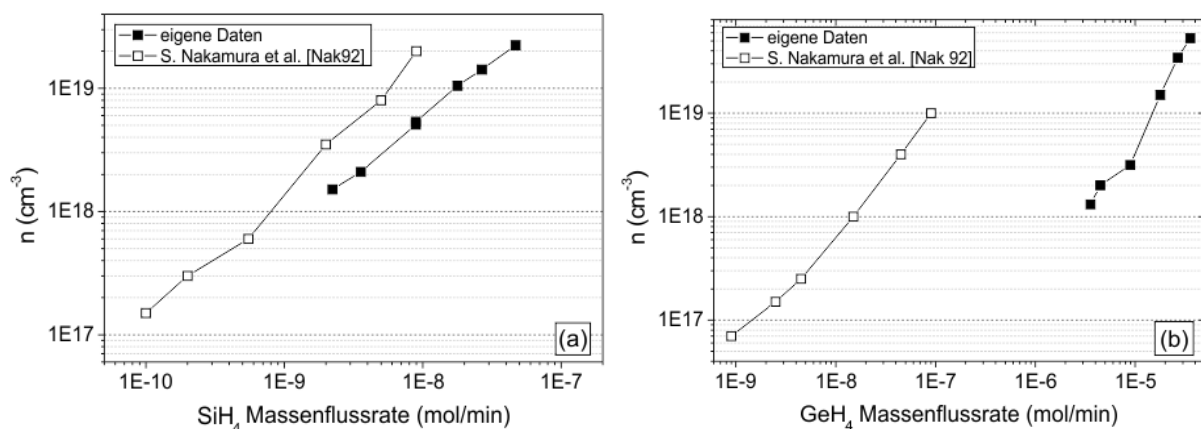 eigene Daten
S. Nakamura et al. [Nak92]
1E19
1E18
1E17
n (cm⁻³)
(a)
1E-10 1E-9 1E-8 1E-7
SiH₄ Massenflussrate (mol/min)
eigene Daten
S. Nakamura et al. [Nak 92]
1E19
1E18
1E17
n (cm⁻³)
(b)
1E-9 1E-8 1E-7 1E-6 1E-5
GeH₄ Massenflussrate (mol/min)